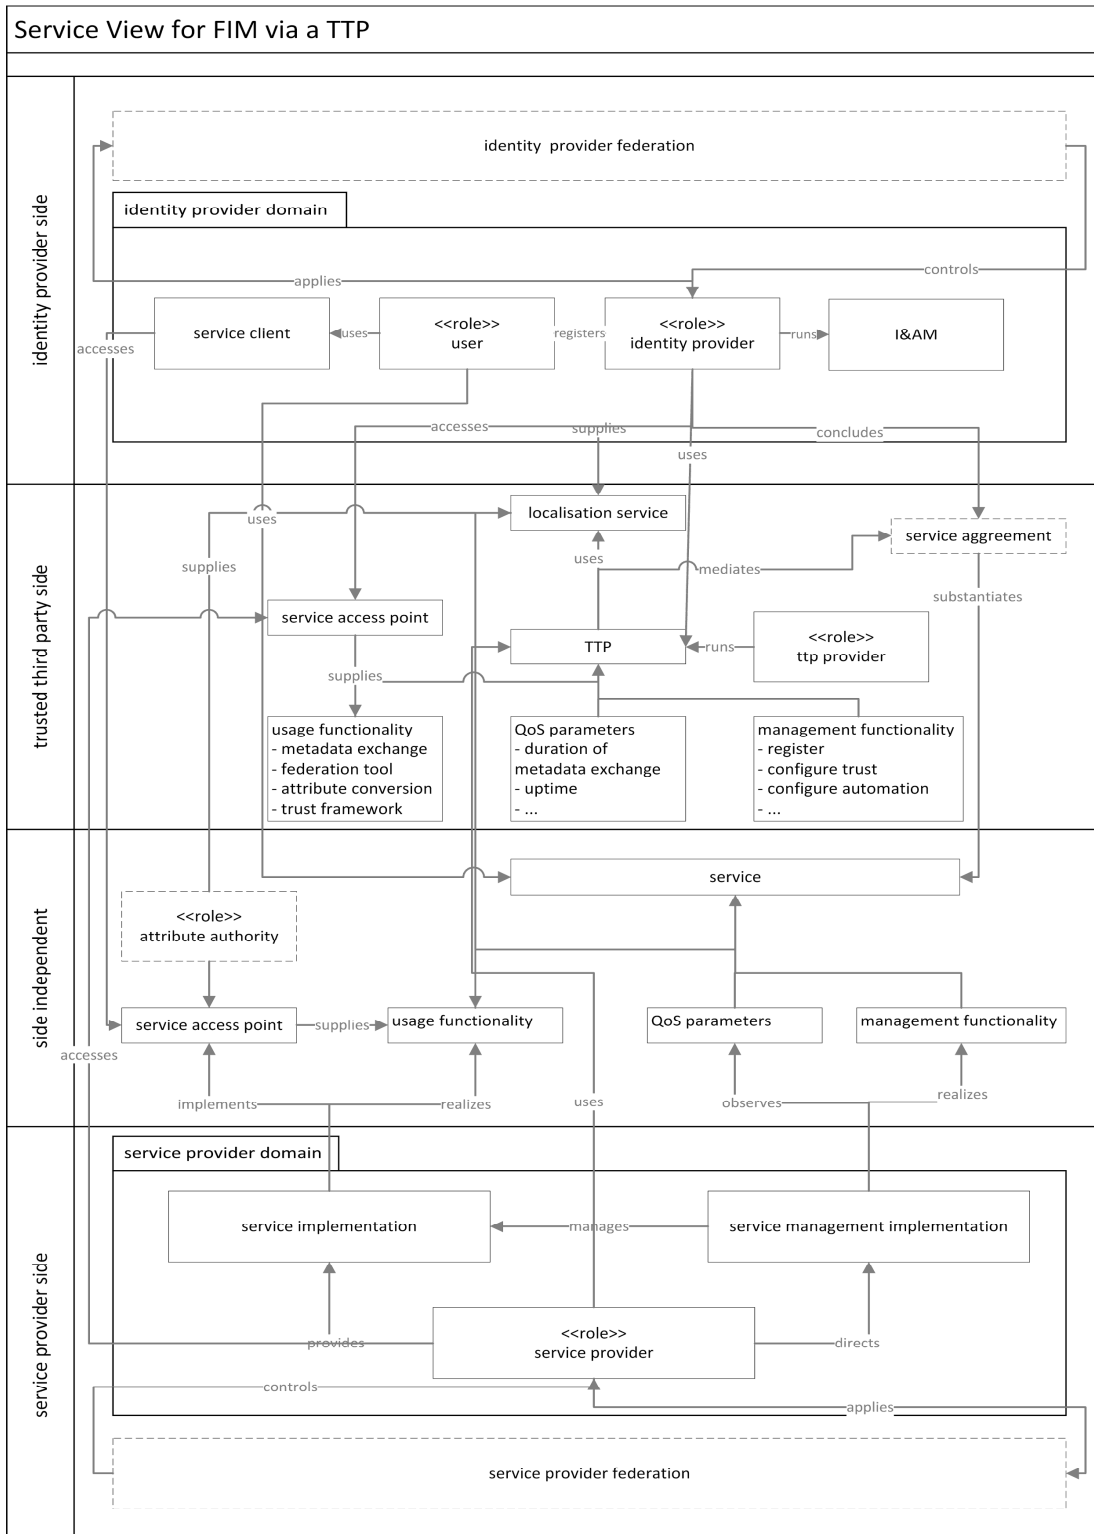 Service View for FIM via a TTP
identity provider side
identity provider federation
identity provider domain
applies
controls
service client
uses
<<role>>
user
registers
<<role>>
identity provider
runs
I&AM
accesses
accesses
supplies
concludes
uses
trusted third party side
uses
localisation service
service aggreement
supplies
uses
mediates
substantiates
service access point
TTP
runs
<<role>>
ttp provider
supplies
usage functionality
- metadata exchange
- federation tool
- attribute conversion
- trust framework
QoS parameters
- duration of
metadata exchange
- uptime
- ...
management functionality
- register
- configure trust
- configure automation
- ...
side independent
service
<<role>>
attribute authority
service access point
supplies
usage functionality
QoS parameters
management functionality
accesses
implements
realizes
uses
observes
realizes
service provider side
service provider domain
service implementation
manages
service management implementation
provides
<<role>>
service provider
directs
controls
applies
service provider federation